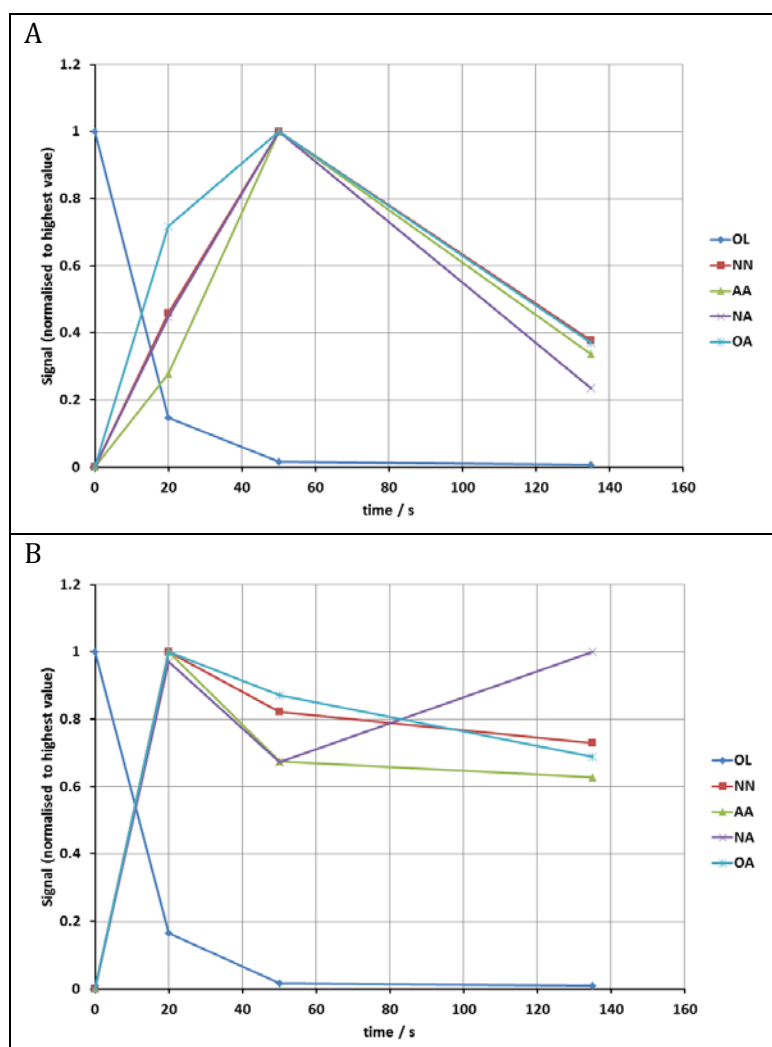 A
1.2
1
0.8
0.6
0.4
0.2
0
Signal (normalised to highest value)
0 20 40 60 80 100 120 140 160
time / s
OL
NN
AA
NA
OA
B
1.2
1
0.8
0.6
0.4
0.2
0
Signal (normalised to highest value)
0 20 40 60 80 100 120 140 160
time / s
OL
NN
AA
NA
OA